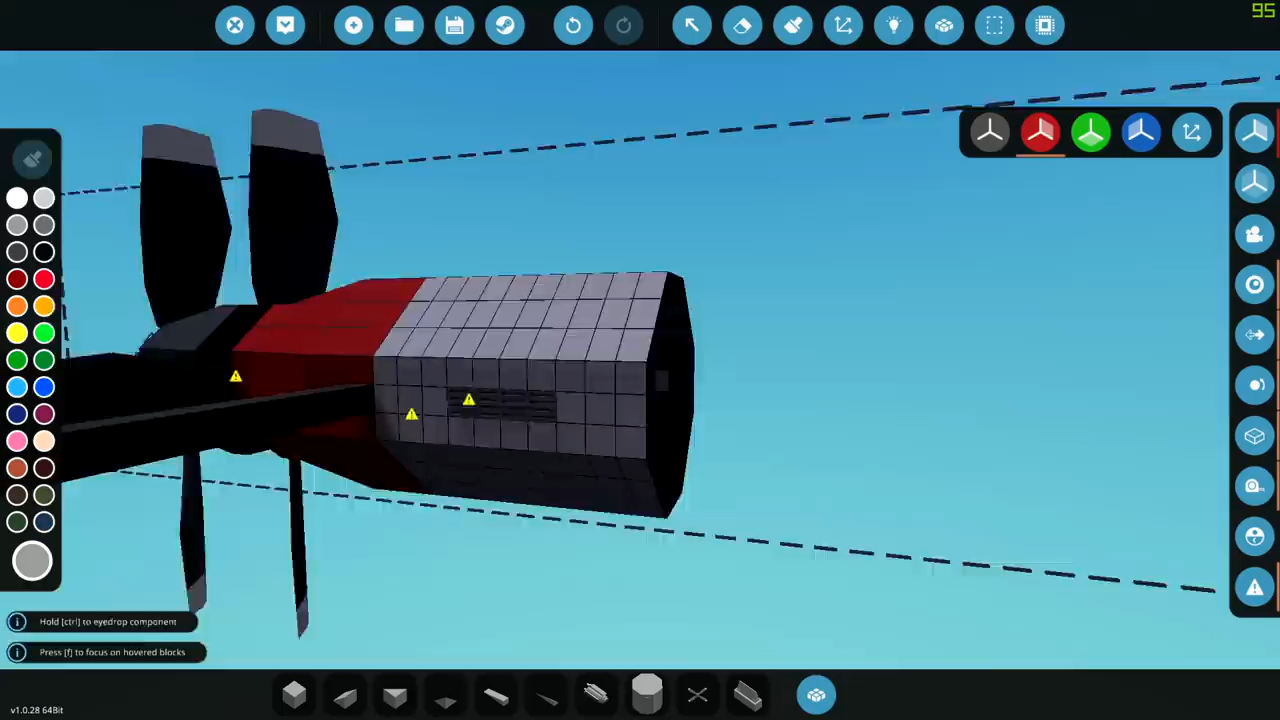 95
Hold [ctrl] to eyedrop component
Press [f] to focus on hovered blocks
v1.0.28 64Bit